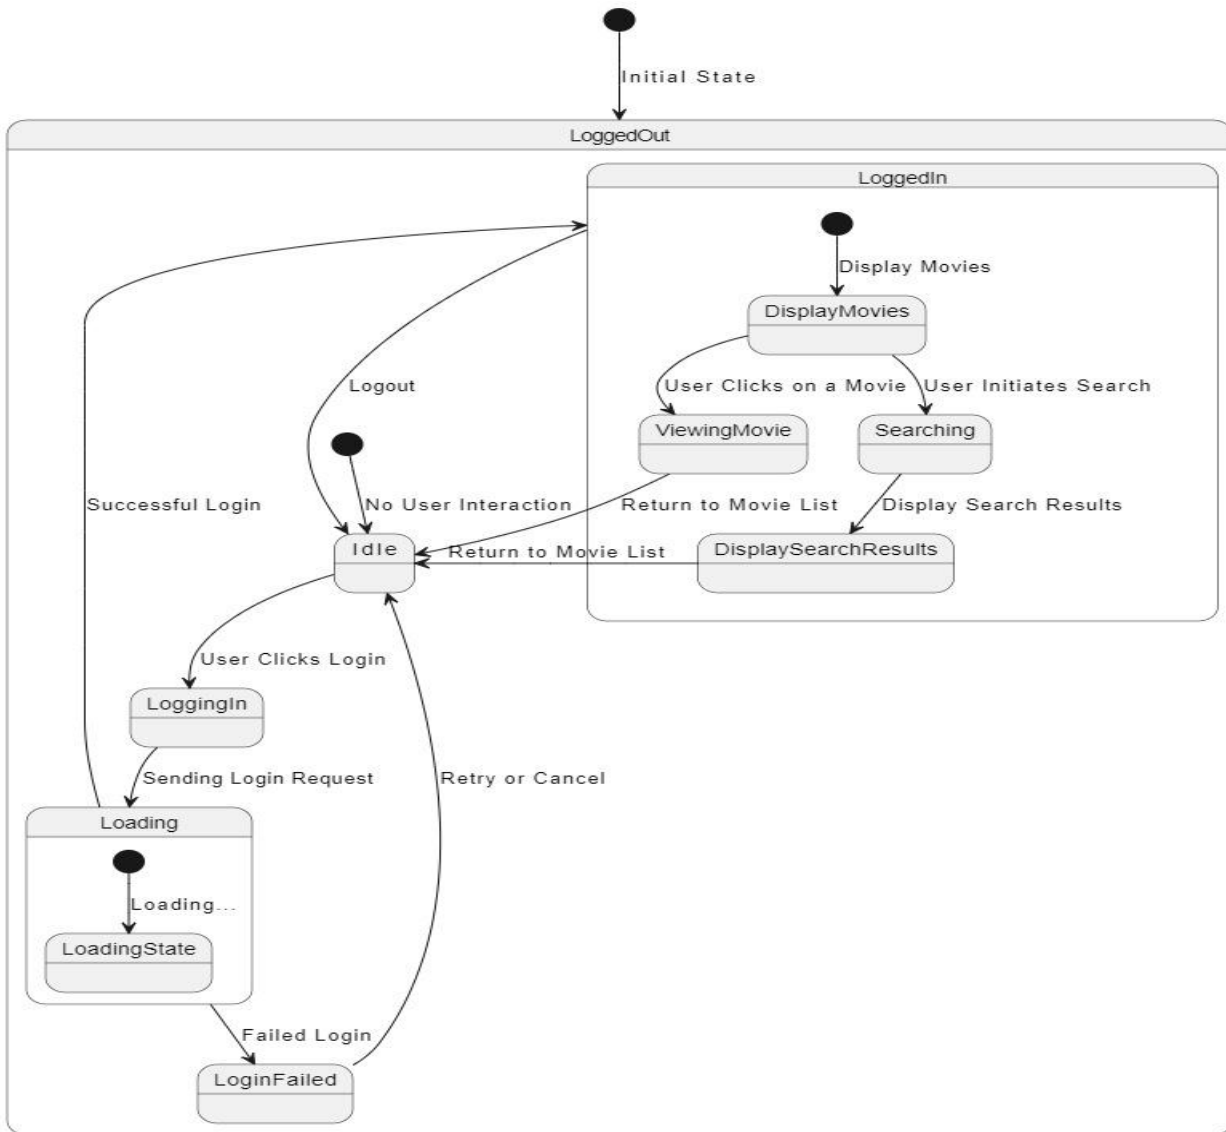 Initial State
LoggedOut
LoggedIn
Display Movies
DisplayMovies
User Clicks on a Movie
User Initiates Search
Logout
ViewingMovie
Searching
Successful Login
No User Interaction
Return to Movie List
Display Search Results
Idle
Return to Movie List
DisplaySearchResults
User Clicks Login
LoggingIn
Sending Login Request
Retry or Cancel
Loading
Loading...
LoadingState
Failed Login
LoginFailed